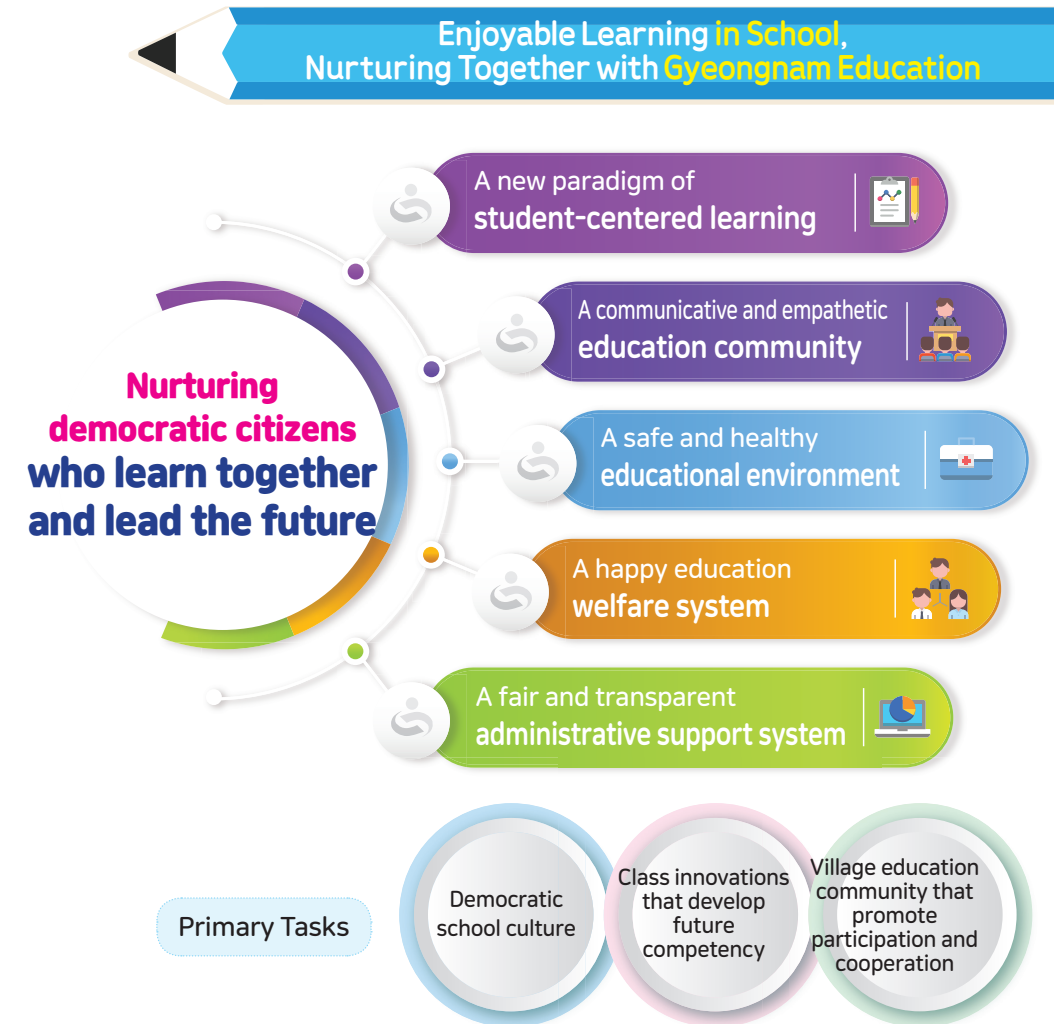 Enjoyable Learning in School,
Nurturing Together with Gyeongnam Education
A new paradigm of
student-centered learning
A communicative and empathetic
education community
Nurturing
democratic citizens
who learn together
and lead the future
A safe and healthy
educational environment
A happy education
welfare system
A fair and transparent
administrative support system
Primary Tasks
Democratic
school culture
Class innovations
that develop
future
competency
Village education
community that
promote
participation and
cooperation